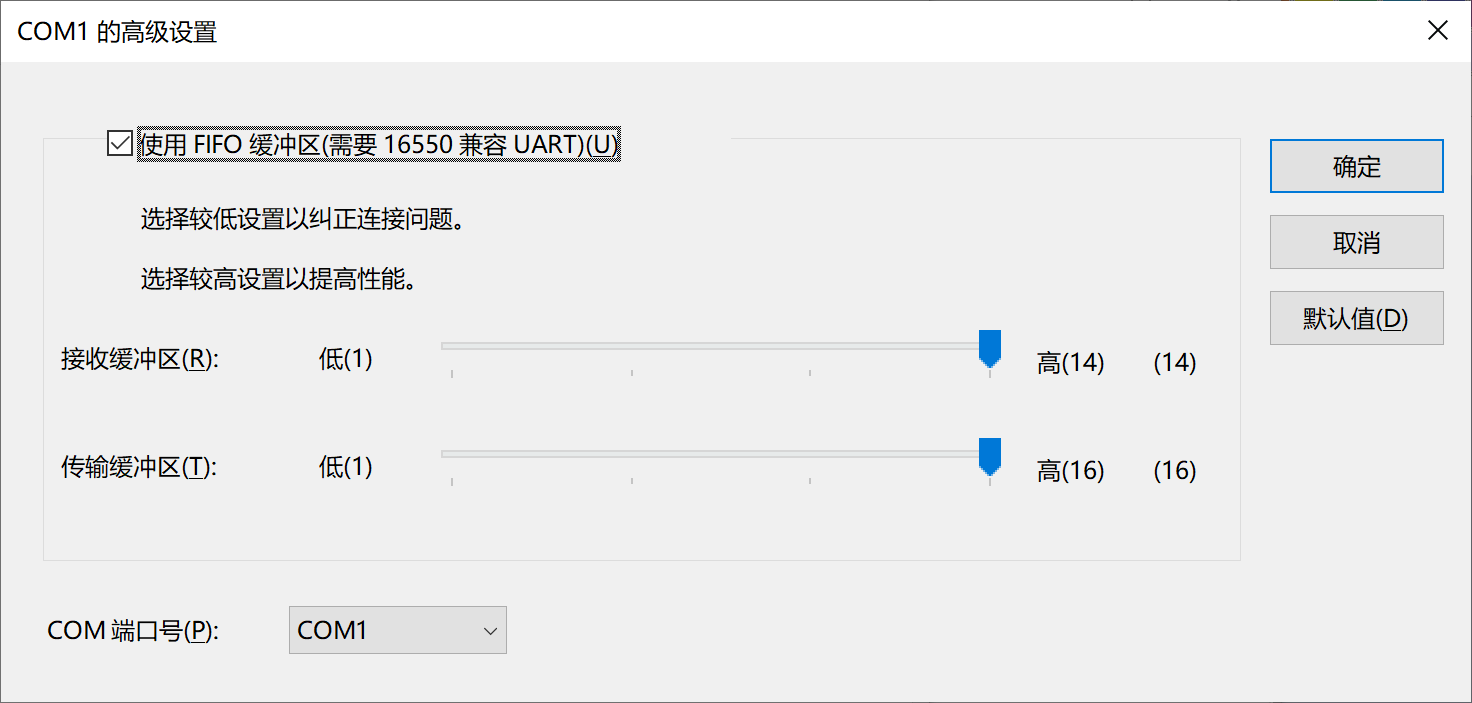 COM1 的高级设置
使用 FIFO 缓冲区(需要 16550 兼容 UART)(U)
确定
选择较低设置以纠正连接问题。
取消
选择较高设置以提高性能。
默认值(D)
接收缓冲区(R): 低(1) 高(14) (14)
传输缓冲区(T): 低(1) 高(16) (16)
COM 端口号(P): COM1